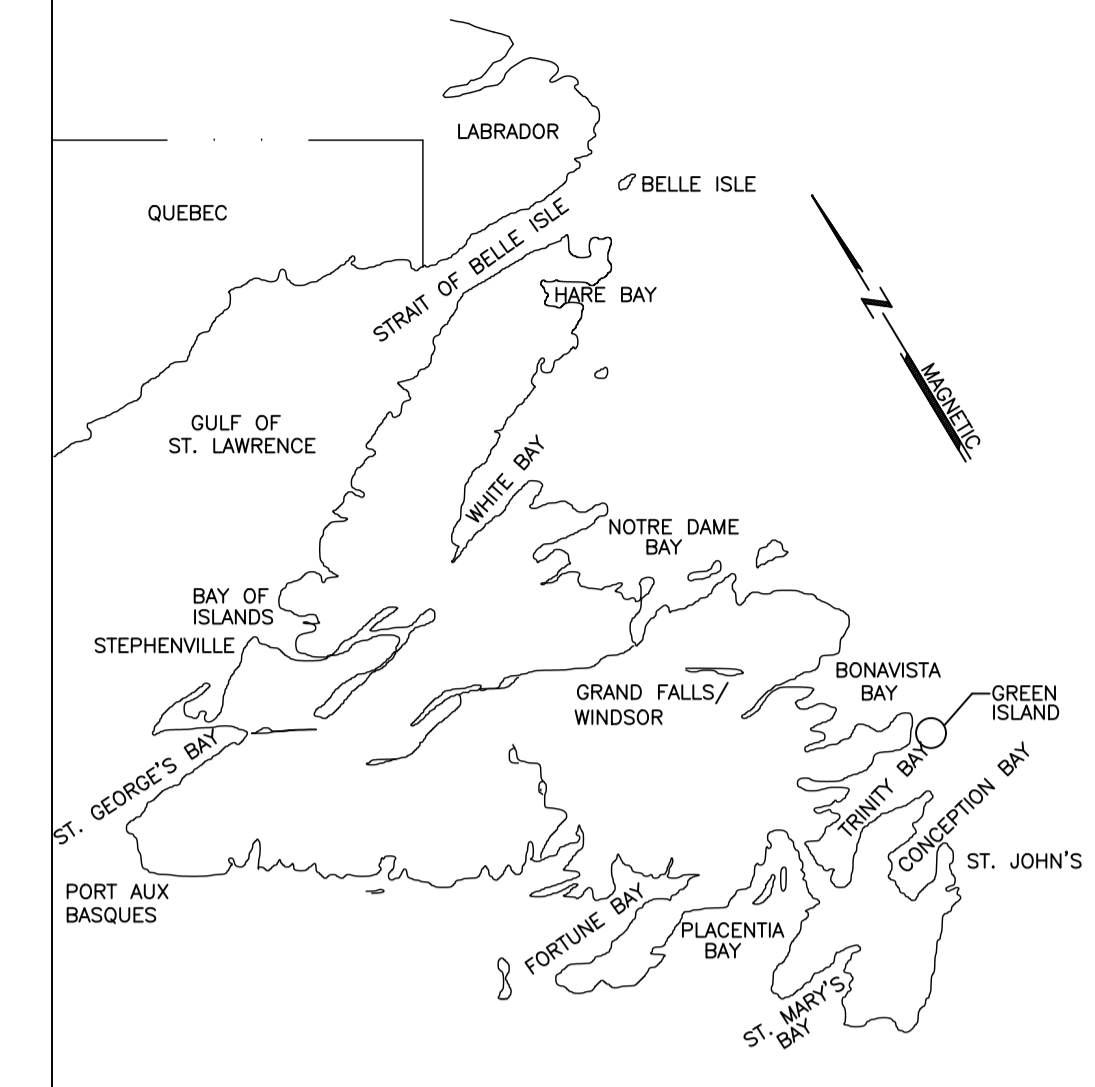 LABRADOR
BELLE ISLE
QUEBEC
STRAIT OF BELLE ISLE
HARE BAY
Z
MAGNETIC
GULF OF
ST. LAWRENCE
WHITE BAY
NOTRE DAME
BAY
BAY OF
ISLANDS
STEPHENVILLE
BONAVISTA
BAY
GRAND FALLS/
WINDSOR
GREEN
ISLAND
ST. GEORGE'S BAY
TRINITY BAY
CONCEPTION BAY
ST. JOHN'S
PORT AUX
BASQUES
FORTUNE BAY
PLACENTIA
BAY
ST. MARY'S
BAY